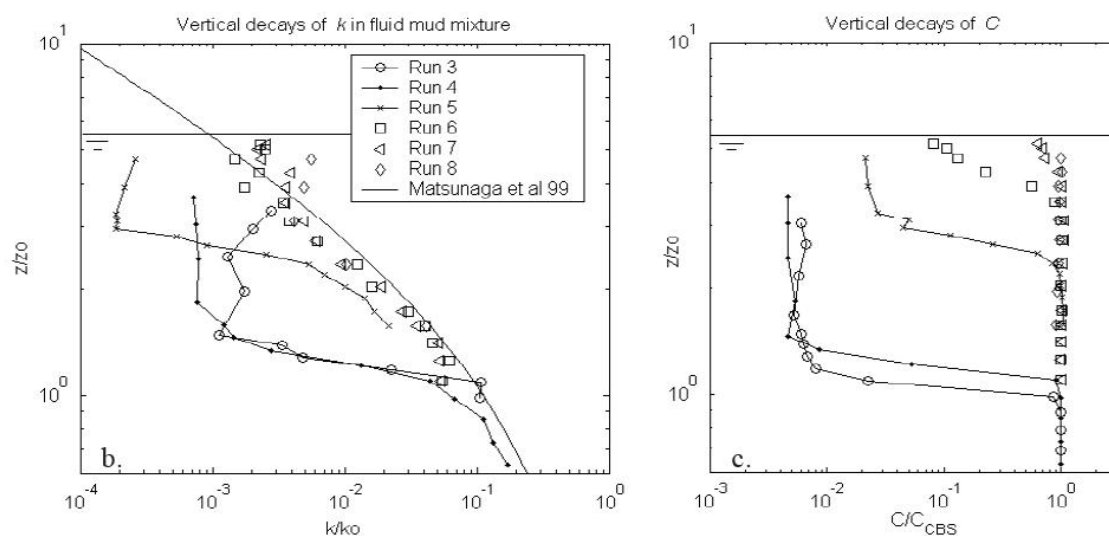 Vertical decays of k in fluid mud mixture
10^1
10^0
z/zo
Run 3
Run 4
Run 5
Run 6
Run 7
Run 8
Matsunaga et al 99
b.
10^-4
10^-3
10^-2
10^-1
10^0
k/ko
Vertical decays of C
10^1
10^0
z/zo
c.
10^-3
10^-2
10^-1
10^0
C/C_CBS